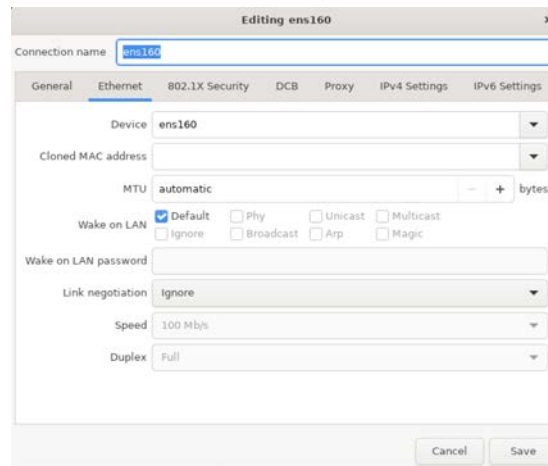 Editing ens160
Connection name ens160
General Ethernet 802.1X Security DCB Proxy IPv4 Settings IPv6 Settings
Device ens160
Cloned MAC address
MTU automatic - + bytes
Wake on LAN Default Phy Unicast Multicast
Ignore Broadcast Arp Magic
Wake on LAN password
Link negotiation Ignore
Speed 100 Mb/s
Duplex Full
Cancel Save